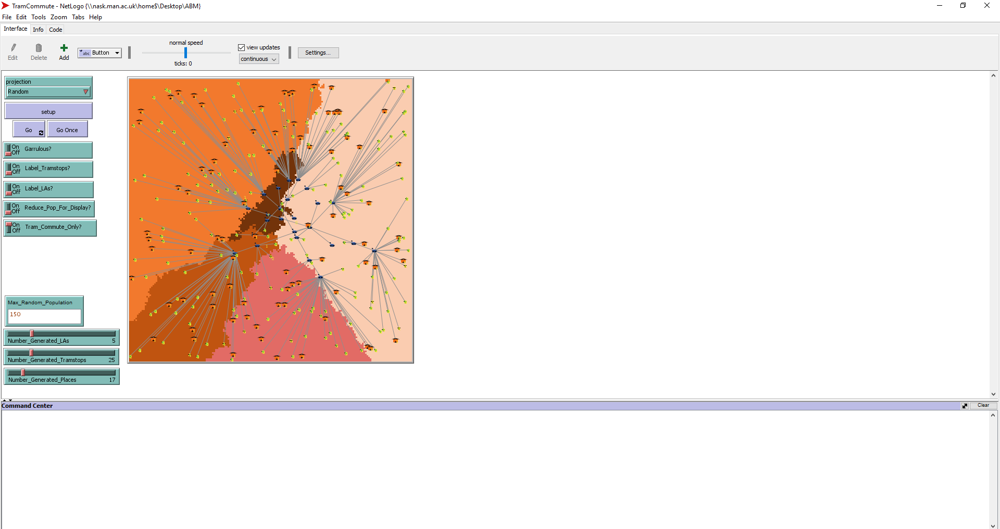 TramCommute - NetLogo {\\nask.man.ac.uk\home$\Desktop\ABM}
File Edit Tools Zoom Tabs Help
Interface Info Code
normal speed
view updates
Edit Delete Add abc Button continuous Settings...
ticks: 0
projection
Random
setup
Go Go Once
On Off Garrulous?
On Off Label_Tramstops?
On Off Label_LAs?
On Off Reduce_Pop_For_Display?
On Off Tram_Commute_Only?
Max_Random_Population
150
Number_Generated_LAs 5
Number_Generated_Tramstops 25
Number_Generated_Places 17
Command Center Clear